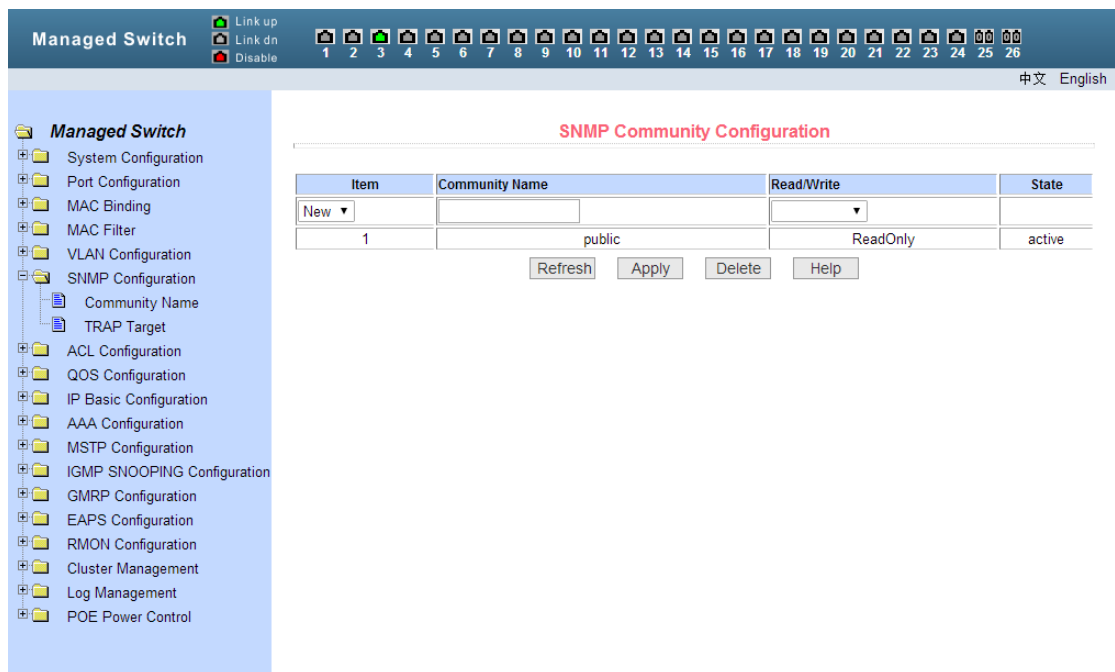 Managed Switch
Link up
Link dn
Disable
1 2 3 4 5 6 7 8 9 10 11 12 13 14 15 16 17 18 19 20 21 22 23 24 25 26
中文 English
Managed Switch
System Configuration
Port Configuration
MAC Binding
MAC Filter
VLAN Configuration
SNMP Configuration
Community Name
TRAP Target
ACL Configuration
QOS Configuration
IP Basic Configuration
AAA Configuration
MSTP Configuration
IGMP SNOOPING Configuration
GMRP Configuration
EAPS Configuration
RMON Configuration
Cluster Management
Log Management
POE Power Control
SNMP Community Configuration
Item Community Name Read/Write State
New
1 public ReadOnly active
Refresh Apply Delete Help